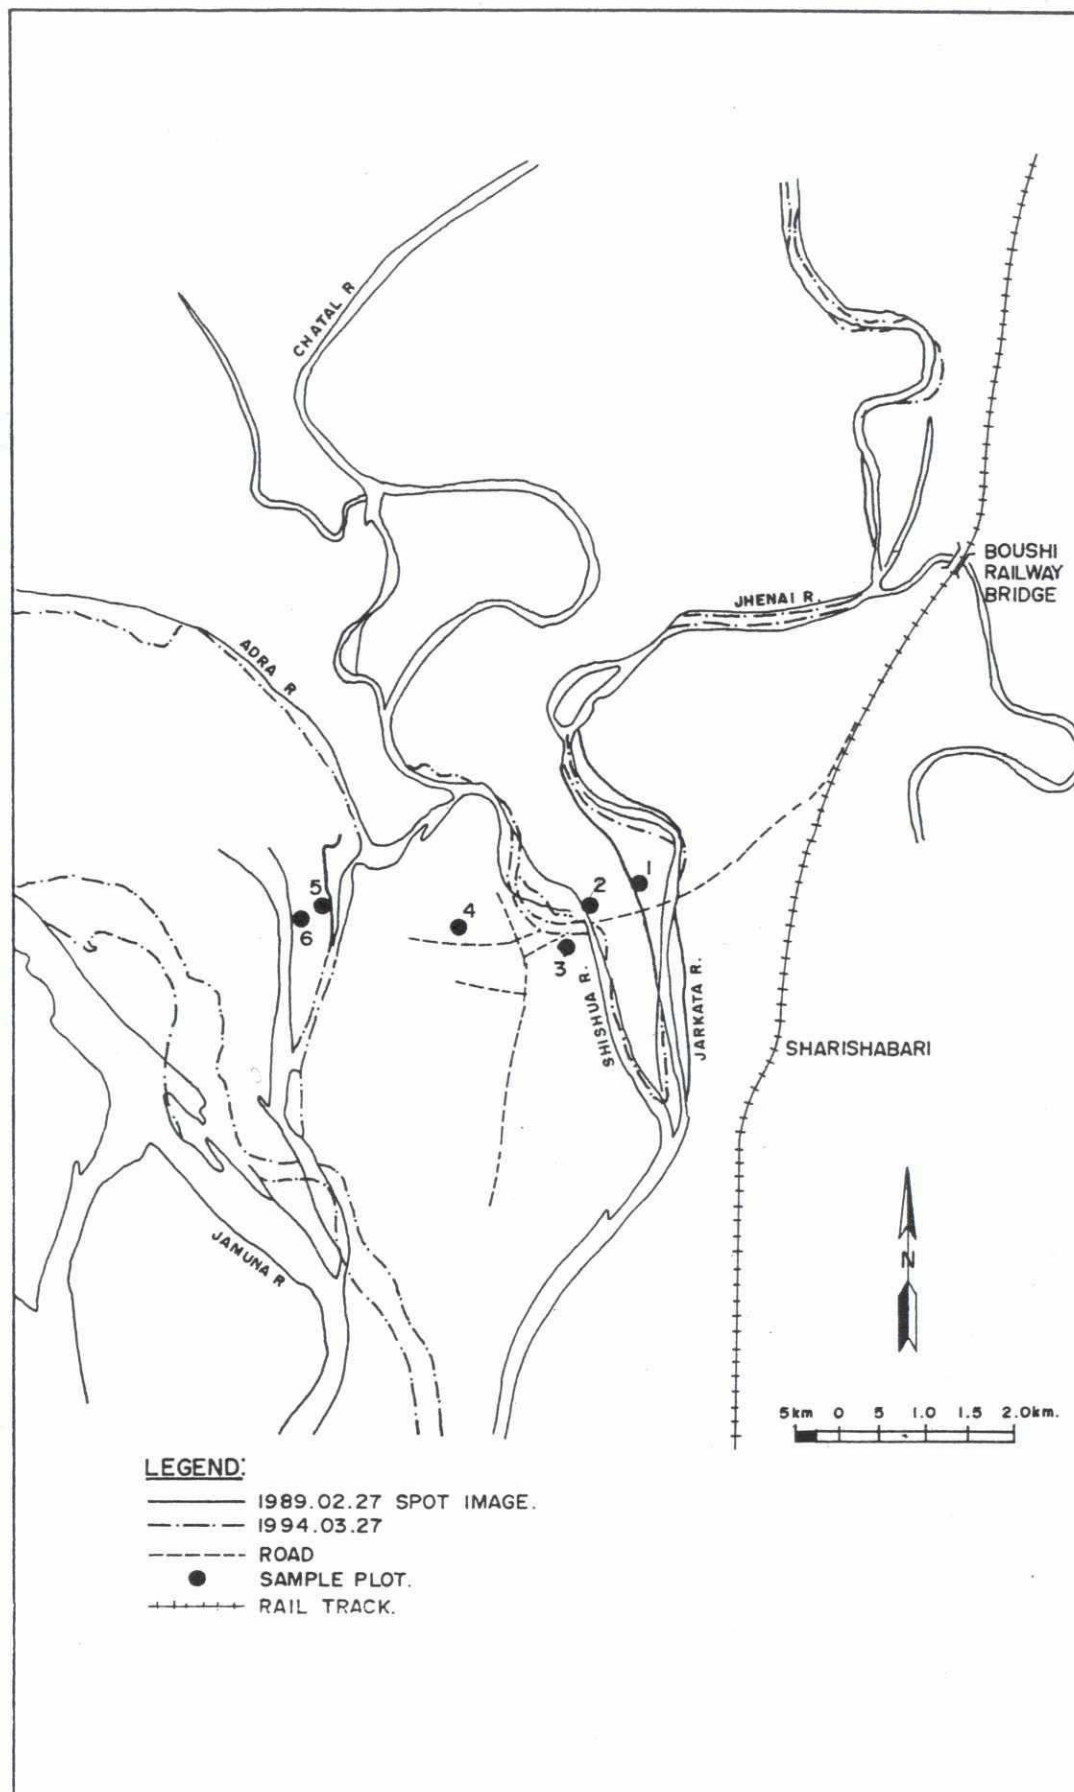 CHATAL R
BOUSHI
RAILWAY
BRIDGE
JHENAI R.
ADRA R
1
2
5
6
4
3
SHISHUA R.
JARKATA R.
SHARISHABARI
JAMUNA R
N
5km 0 5 1.0 1.5 2.0km.
LEGEND:
1989.02.27 SPOT IMAGE.
1994.03.27
ROAD
SAMPLE PLOT.
RAIL TRACK.